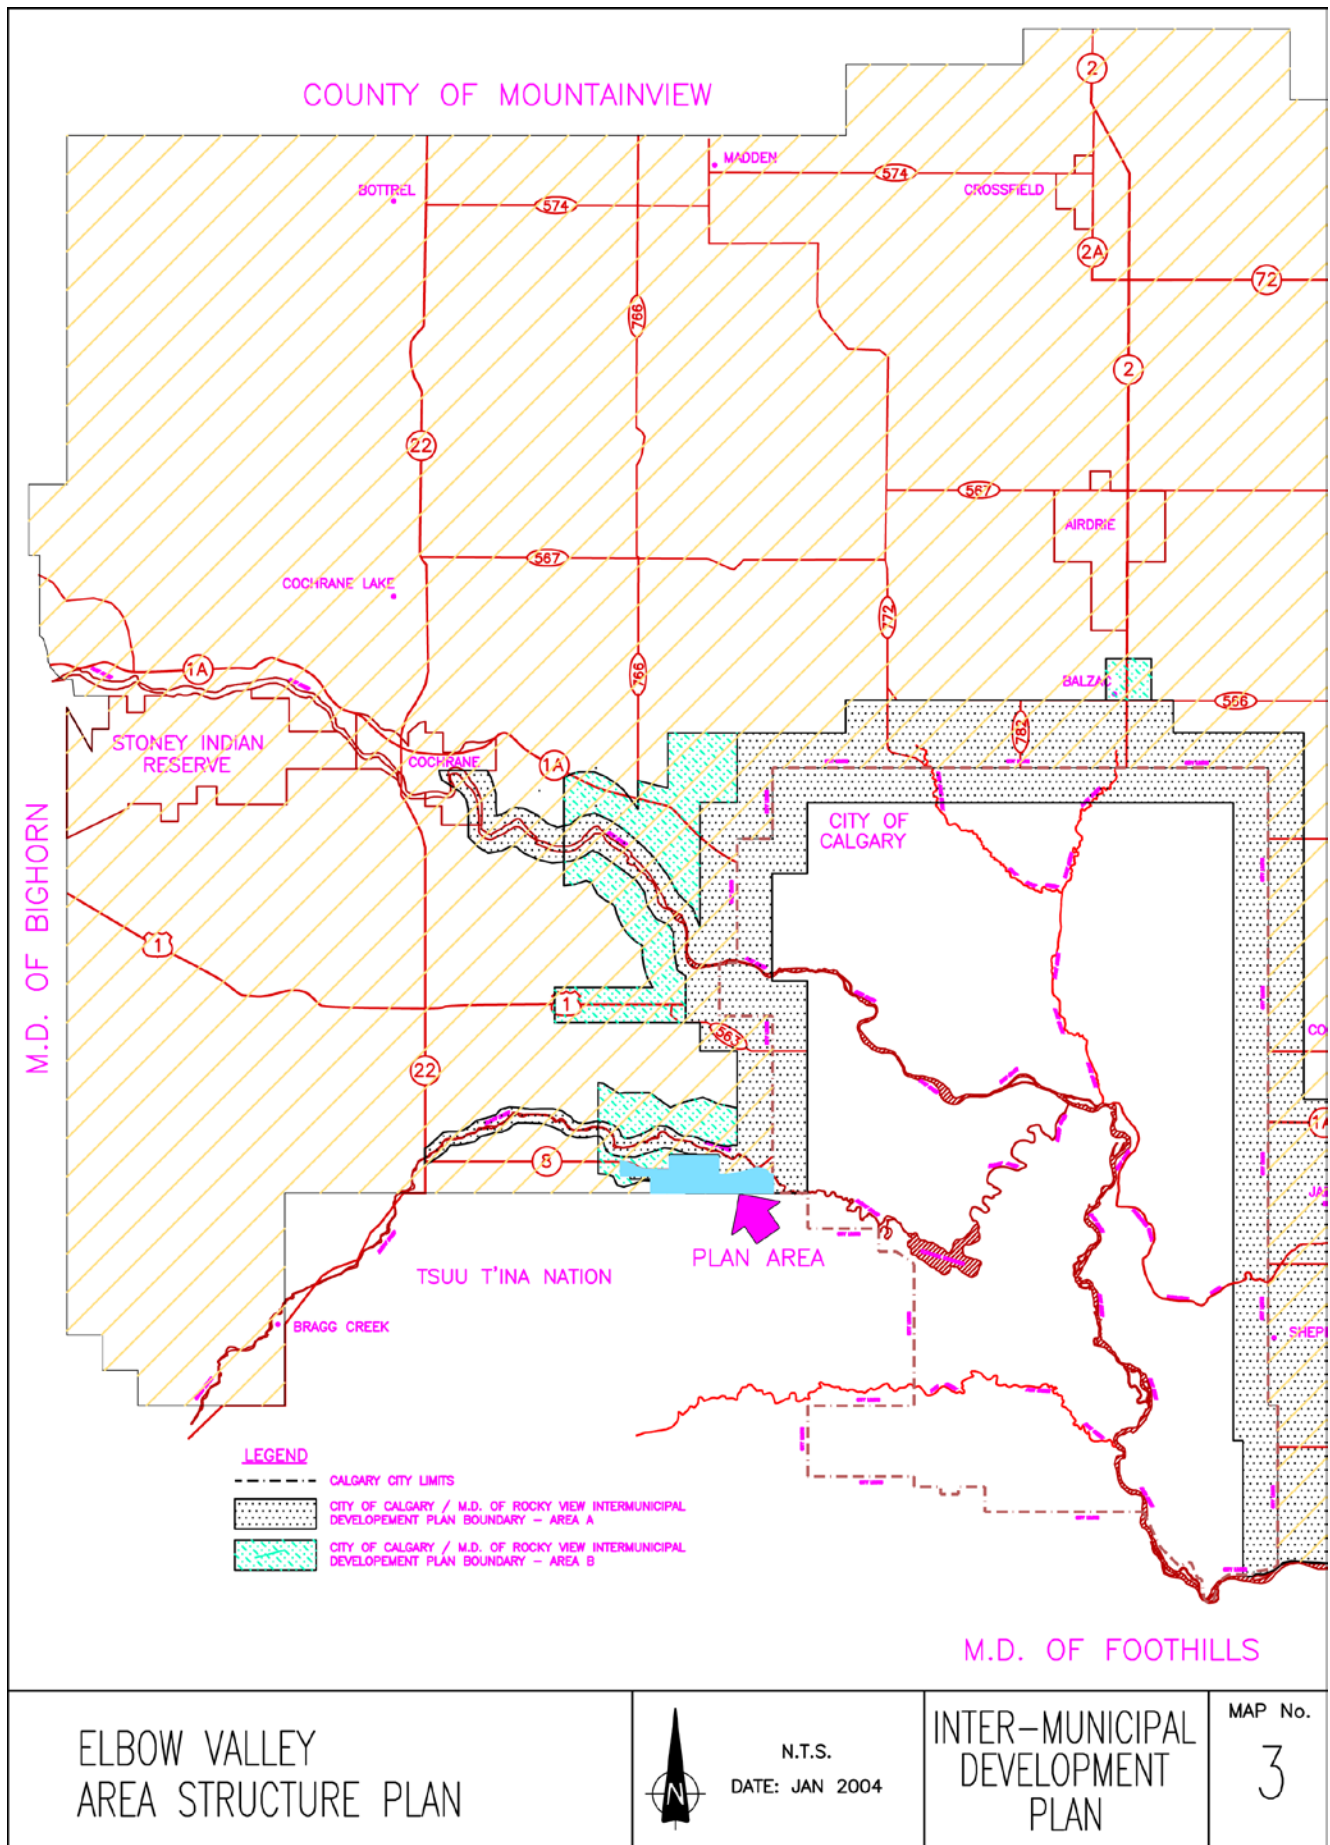 COUNTY OF MOUNTAINVIEW
2
MADDEN
574
BOTTREL
CROSSFIELD
574
2A
72
766
2
22
567
AIRDRIE
567
COCHRANE LAKE
772
1A
766
BALZAC
566
782
STONEY INDIAN
RESERVE
COCHRANE
1A
CITY OF
CALGARY
M.D. OF BIGHORN
1
1
563
22
1A
8
PLAN AREA
TSUU T'INA NATION
BRAGG CREEK
LEGEND
CALGARY CITY LIMITS
CITY OF CALGARY / M.D. OF ROCKY VIEW INTERMUNICIPAL
DEVELOPEMENT PLAN BOUNDARY - AREA A
CITY OF CALGARY / M.D. OF ROCKY VIEW INTERMUNICIPAL
DEVELOPEMENT PLAN BOUNDARY - AREA B
M.D. OF FOOTHILLS
ELBOW VALLEY
AREA STRUCTURE PLAN
N
N.T.S.
DATE: JAN 2004
INTER-MUNICIPAL
DEVELOPMENT
PLAN
MAP No.
3